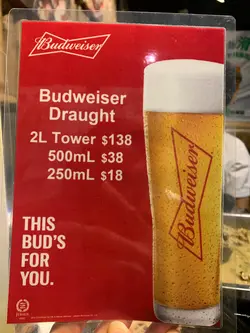 Budweiser
Budweiser
Draught
2L Tower $138
500mL $38
250mL $18
Budweiser
THIS
BUD'S
FOR
YOU.